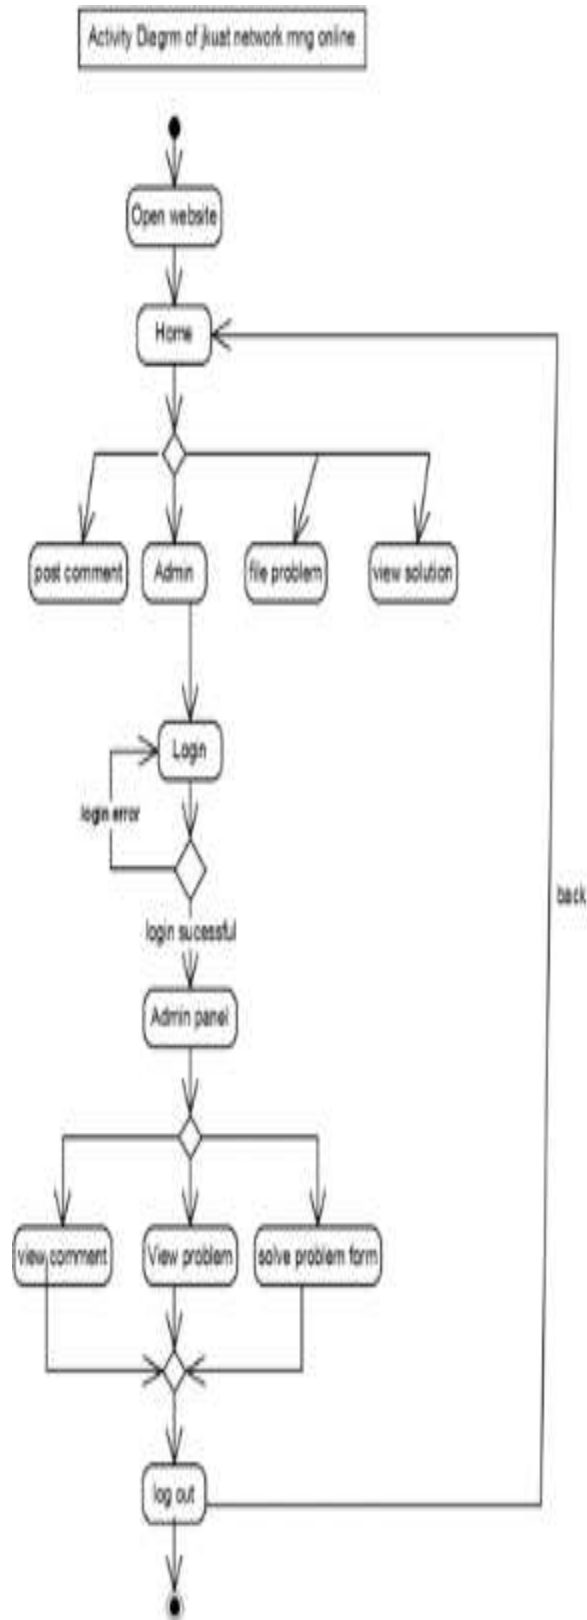 Activity Diegrm of jkuat network mng online
Open website
Home
post comment
Admin
file problem
view solution
Login
login error
back
login sucessful
Admin panel
view comment
View problem
solve problem form
log out